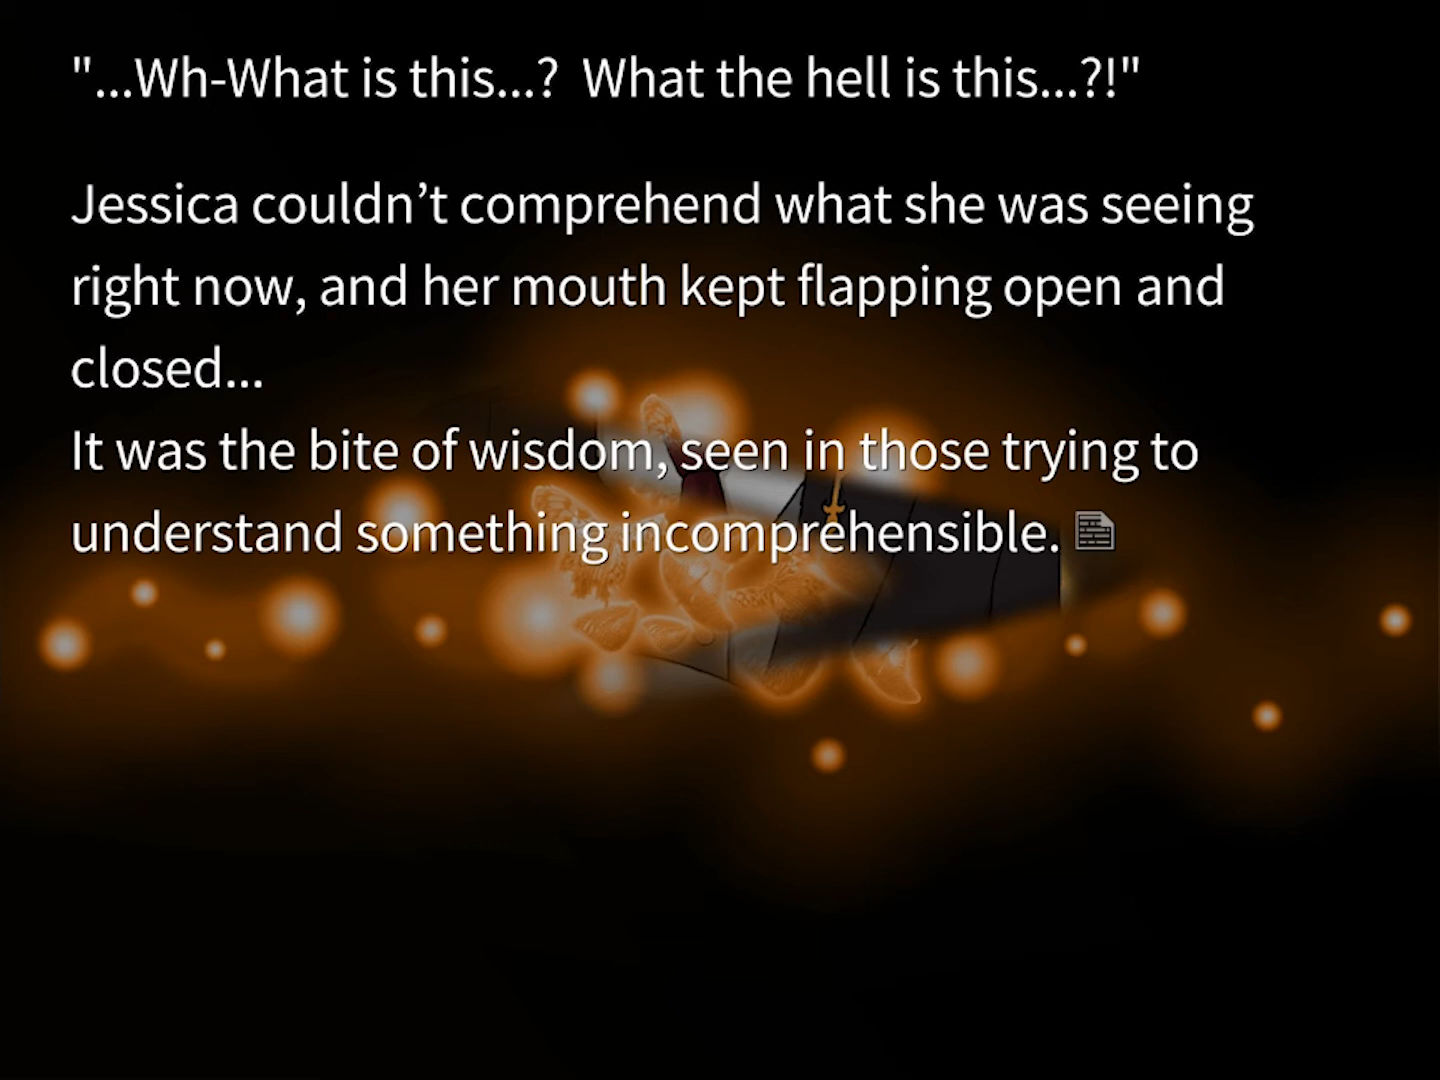 "...Wh-What is this...?  What the hell is this...?!"
Jessica couldn’t comprehend what she was seeing
right now, and her mouth kept flapping open and
closed...
It was the bite of wisdom, seen in those trying to
understand something incomprehensible.